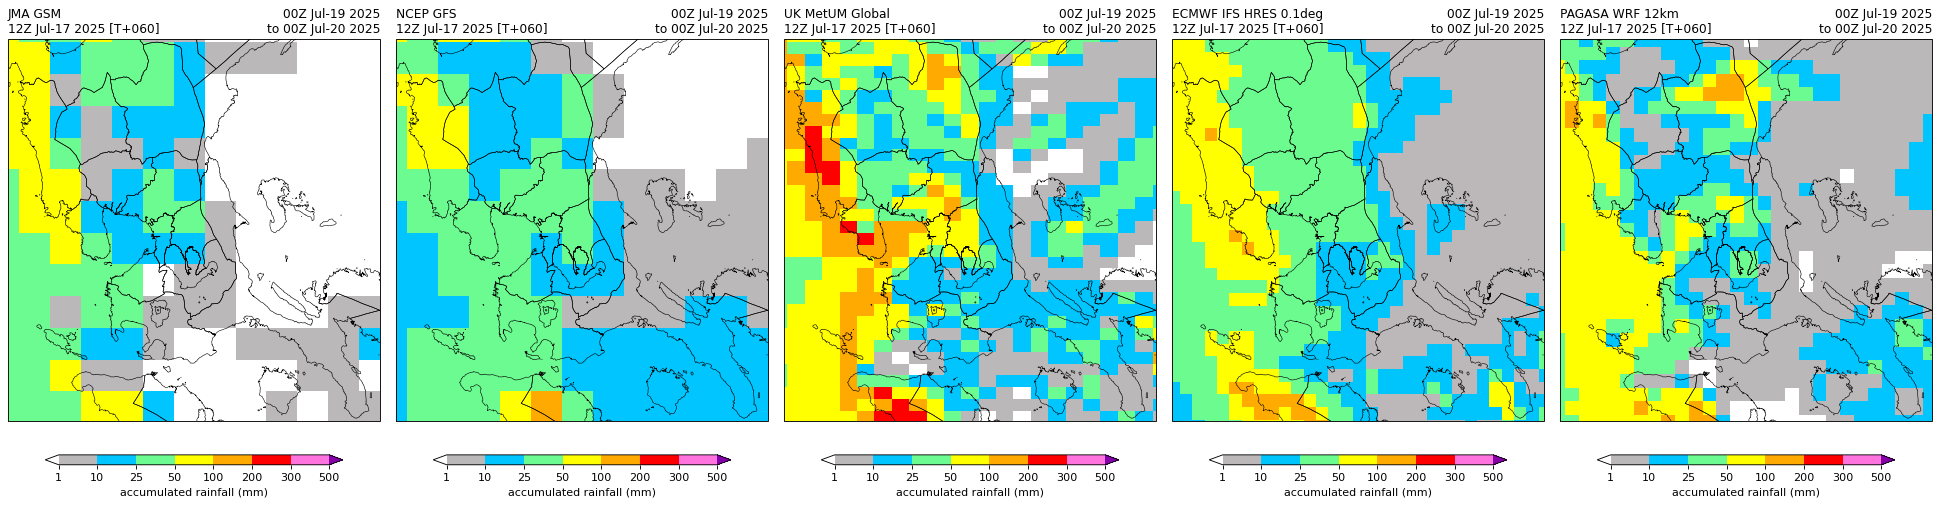 JMA GSM 00Z Jul-19 2025
12Z Jul-17 2025 [T+060] to 00Z Jul-20 2025
NCEP GFS 00Z Jul-19 2025
12Z Jul-17 2025 [T+060] to 00Z Jul-20 2025
UK MetUM Global 00Z Jul-19 2025
12Z Jul-17 2025 [T+060] to 00Z Jul-20 2025
ECMWF IFS HRES 0.1deg 00Z Jul-19 2025
12Z Jul-17 2025 [T+060] to 00Z Jul-20 2025
PAGASA WRF 12km 00Z Jul-19 2025
12Z Jul-17 2025 [T+060] to 00Z Jul-20 2025
1 10 25 50 100 200 300 500
accumulated rainfall (mm)
1 10 25 50 100 200 300 500
accumulated rainfall (mm)
1 10 25 50 100 200 300 500
accumulated rainfall (mm)
1 10 25 50 100 200 300 500
accumulated rainfall (mm)
1 10 25 50 100 200 300 500
accumulated rainfall (mm)